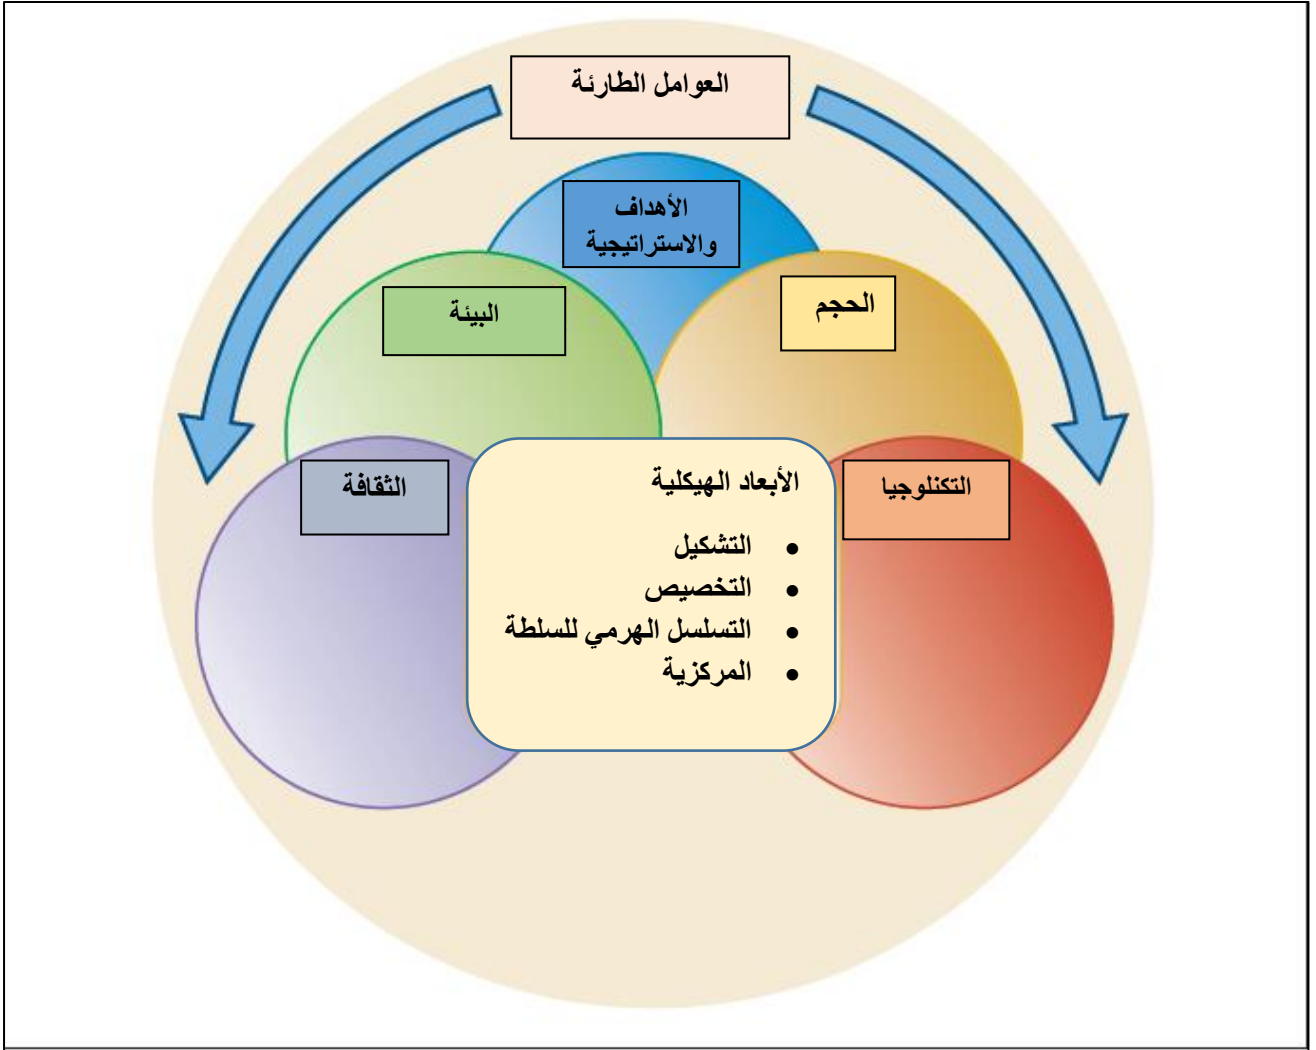 العوامل الطارئة
الأهداف
والاستراتيجية
الحجم
البيئة
التكنلوجيا
الثقافة
الأبعاد الهيكلية
• التشكيل
• التخصيص
• التسلسل الهرمي للسلطة
• المركزية